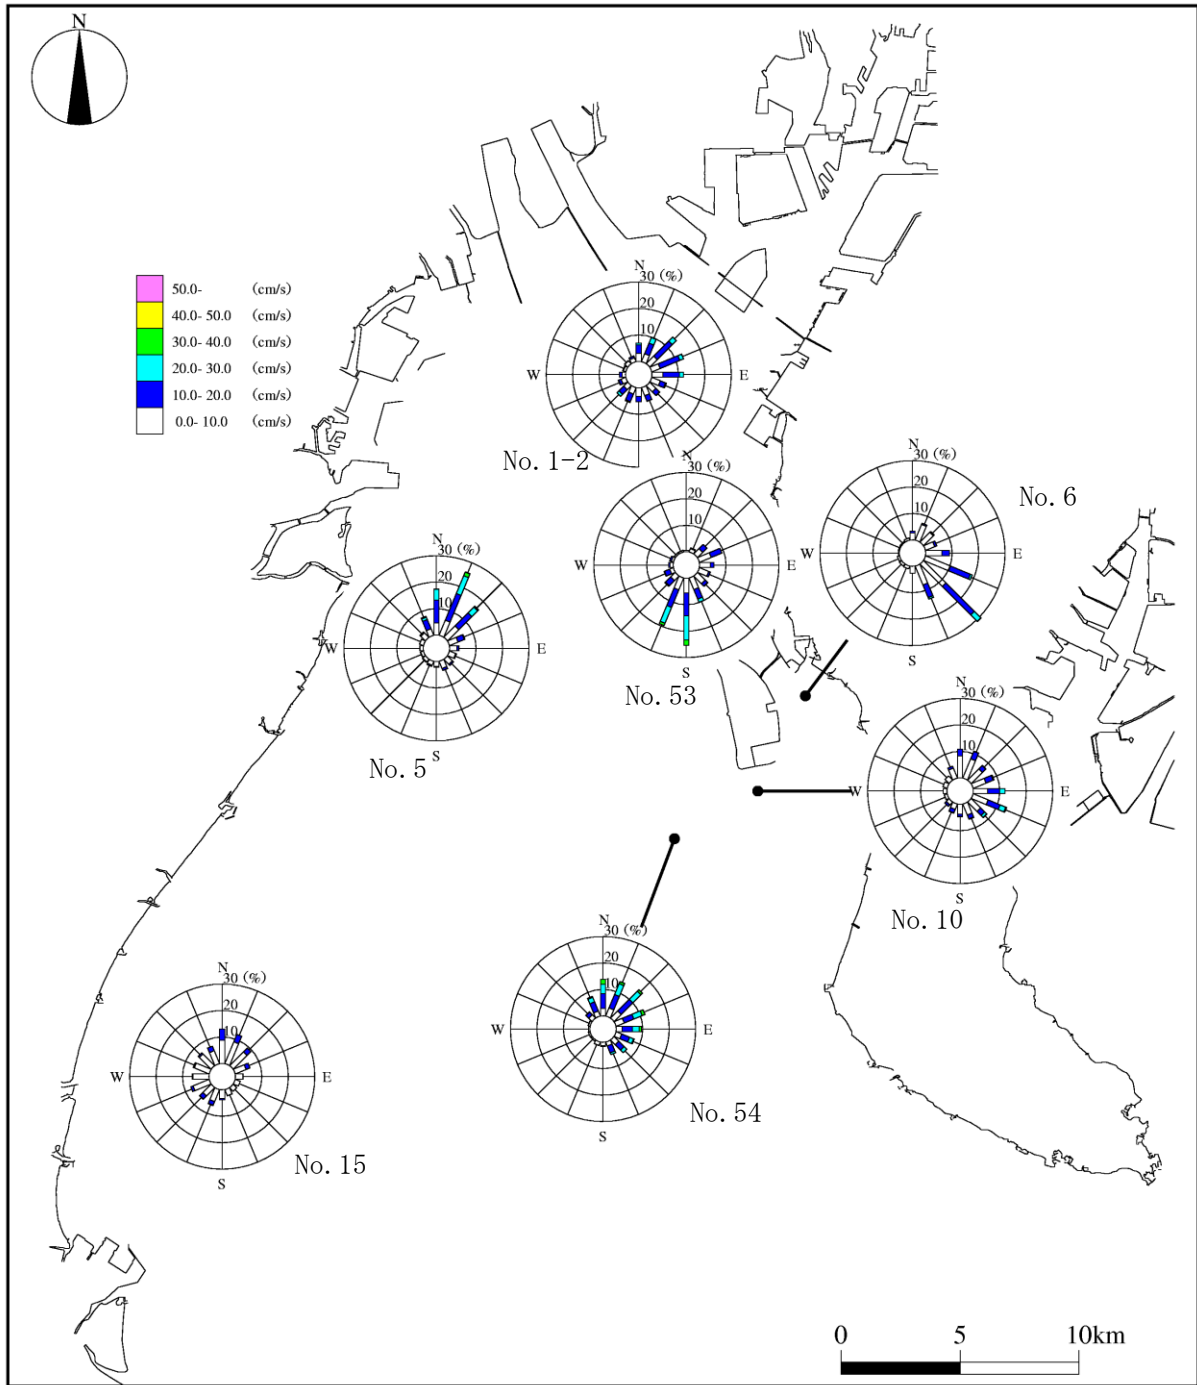 N
50.0- (cm/s)
40.0- 50.0 (cm/s)
30.0- 40.0 (cm/s)
20.0- 30.0 (cm/s)
10.0- 20.0 (cm/s)
0.0- 10.0 (cm/s)
N
30 (%)
20
10
W
E
No. 1-2
N
30 (%)
20
10
W
E
S
No. 53
N
30 (%)
20
10
W
E
S
No. 6
N
30 (%)
20
10
W
E
S
No. 5
N
30 (%)
20
10
W
E
S
No. 10
N
30 (%)
20
10
W
E
S
No. 54
N
30 (%)
20
10
W
E
S
No. 15
0 5 10km